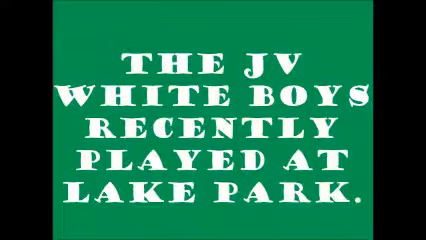 THE JV
WHITE BOYS
RECENTLY
PLAYED AT
LAKE PARK.